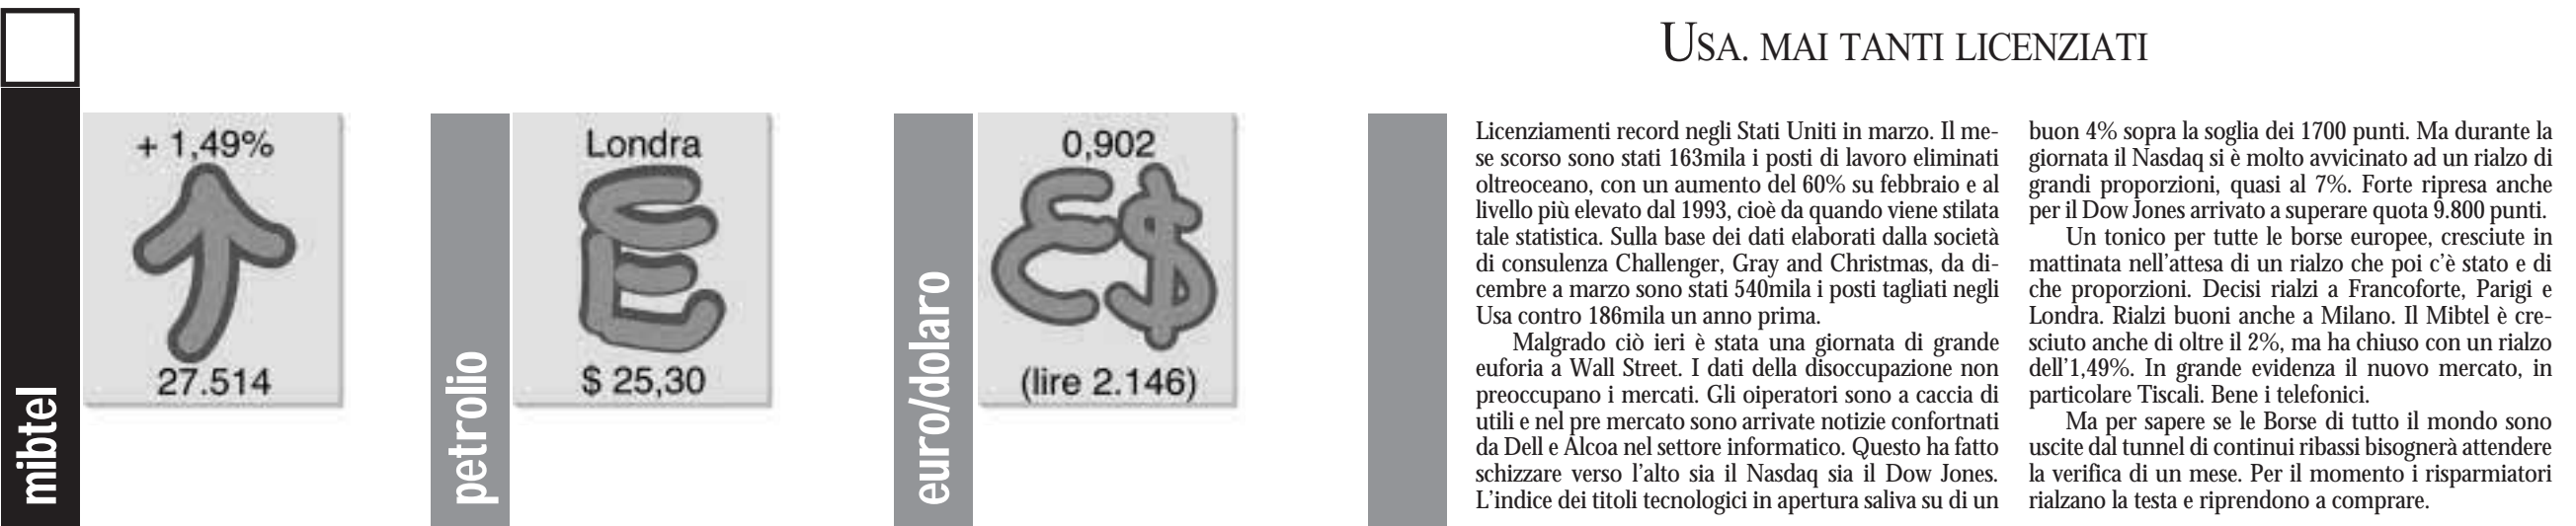 mibtel
+ 1,49%
27.514
petrolio
Londra
$ 25,30
euro/dolaro
0,902
€$
(lire 2.146)
USA. MAI TANTI LICENZIATI
Licenziamenti record negli Stati Uniti in marzo. Il me-
se scorso sono stati 163mila i posti di lavoro eliminati
oltreoceano, con un aumento del 60% su febbraio e al
livello più elevato dal 1993, cioè da quando viene stilata
tale statistica. Sulla base dei dati elaborati dalla società
di consulenza Challenger, Gray and Christmas, da di-
cembre a marzo sono stati 540mila i posti tagliati negli
Usa contro 186mila un anno prima.
Malgrado ciò ieri è stata una giornata di grande
euforia a Wall Street. I dati della disoccupazione non
preoccupano i mercati. Gli oiperatori sono a caccia di
utili e nel pre mercato sono arrivate notizie confortnati
da Dell e Alcoa nel settore informatico. Questo ha fatto
schizzare verso l'alto sia il Nasdaq sia il Dow Jones.
L'indice dei titoli tecnologici in apertura saliva su di un
buon 4% sopra la soglia dei 1700 punti. Ma durante la
giornata il Nasdaq si è molto avvicinato ad un rialzo di
grandi proporzioni, quasi al 7%. Forte ripresa anche
per il Dow Jones arrivato a superare quota 9.800 punti.
Un tonico per tutte le borse europee, cresciute in
mattinata nell'attesa di un rialzo che poi c'è stato e di
che proporzioni. Decisi rialzi a Francoforte, Parigi e
Londra. Rialzi buoni anche a Milano. Il Mibtel è cre-
sciuto anche di oltre il 2%, ma ha chiuso con un rialzo
dell'1,49%. In grande evidenza il nuovo mercato, in
particolare Tiscali. Bene i telefonici.
Ma per sapere se le Borse di tutto il mondo sono
uscite dal tunnel di continui ribassi bisognerà attendere
la verifica di un mese. Per il momento i risparmiatori
rialzano la testa e riprendono a comprare.